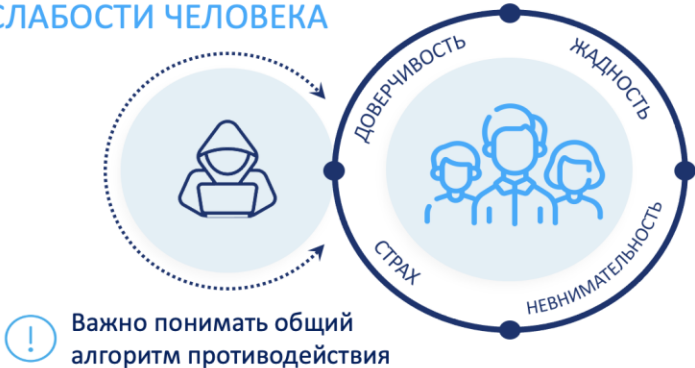 СЛАБОСТИ ЧЕЛОВЕКА
ДОВЕРЧИВОСТЬ
ЖАДНОСТЬ
СТРАХ
НЕВНИМАТЕЛЬНОСТЬ
!
Важно понимать общий
алгоритм противодействия